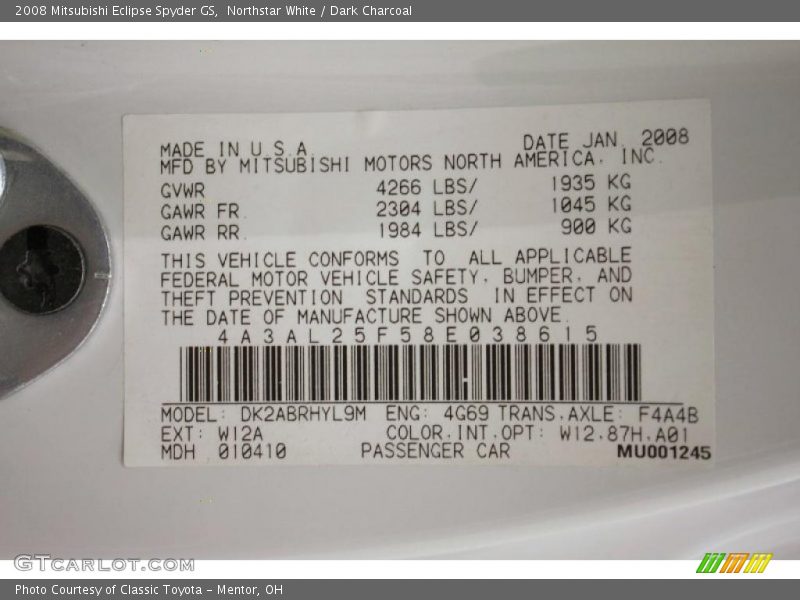 2008 Mitsubishi Eclipse Spyder GS, Northstar White / Dark Charcoal
MADE IN U.S.A. DATE JAN. 2008
MFD BY MITSUBISHI MOTORS NORTH AMERICA, INC.
GVWR 4266 LBS/ 1935 KG
GAWR FR 2304 LBS/ 1045 KG
GAWR RR 1984 LBS/ 900 KG
THIS VEHICLE CONFORMS TO ALL APPLICABLE
FEDERAL MOTOR VEHICLE SAFETY, BUMPER, AND
THEFT PREVENTION STANDARDS IN EFFECT ON
THE DATE OF MANUFACTURE SHOWN ABOVE.
4A3AL25F58E038615
MODEL: DK2ABRHYL9M ENG: 4G69 TRANS.AXLE: F4A4B
EXT: W12A COLOR.INT.OPT: W12.87H.A01
MDH 010410 PASSENGER CAR MU001245
GTCARLOT.COM
Photo Courtesy of Classic Toyota - Mentor, OH